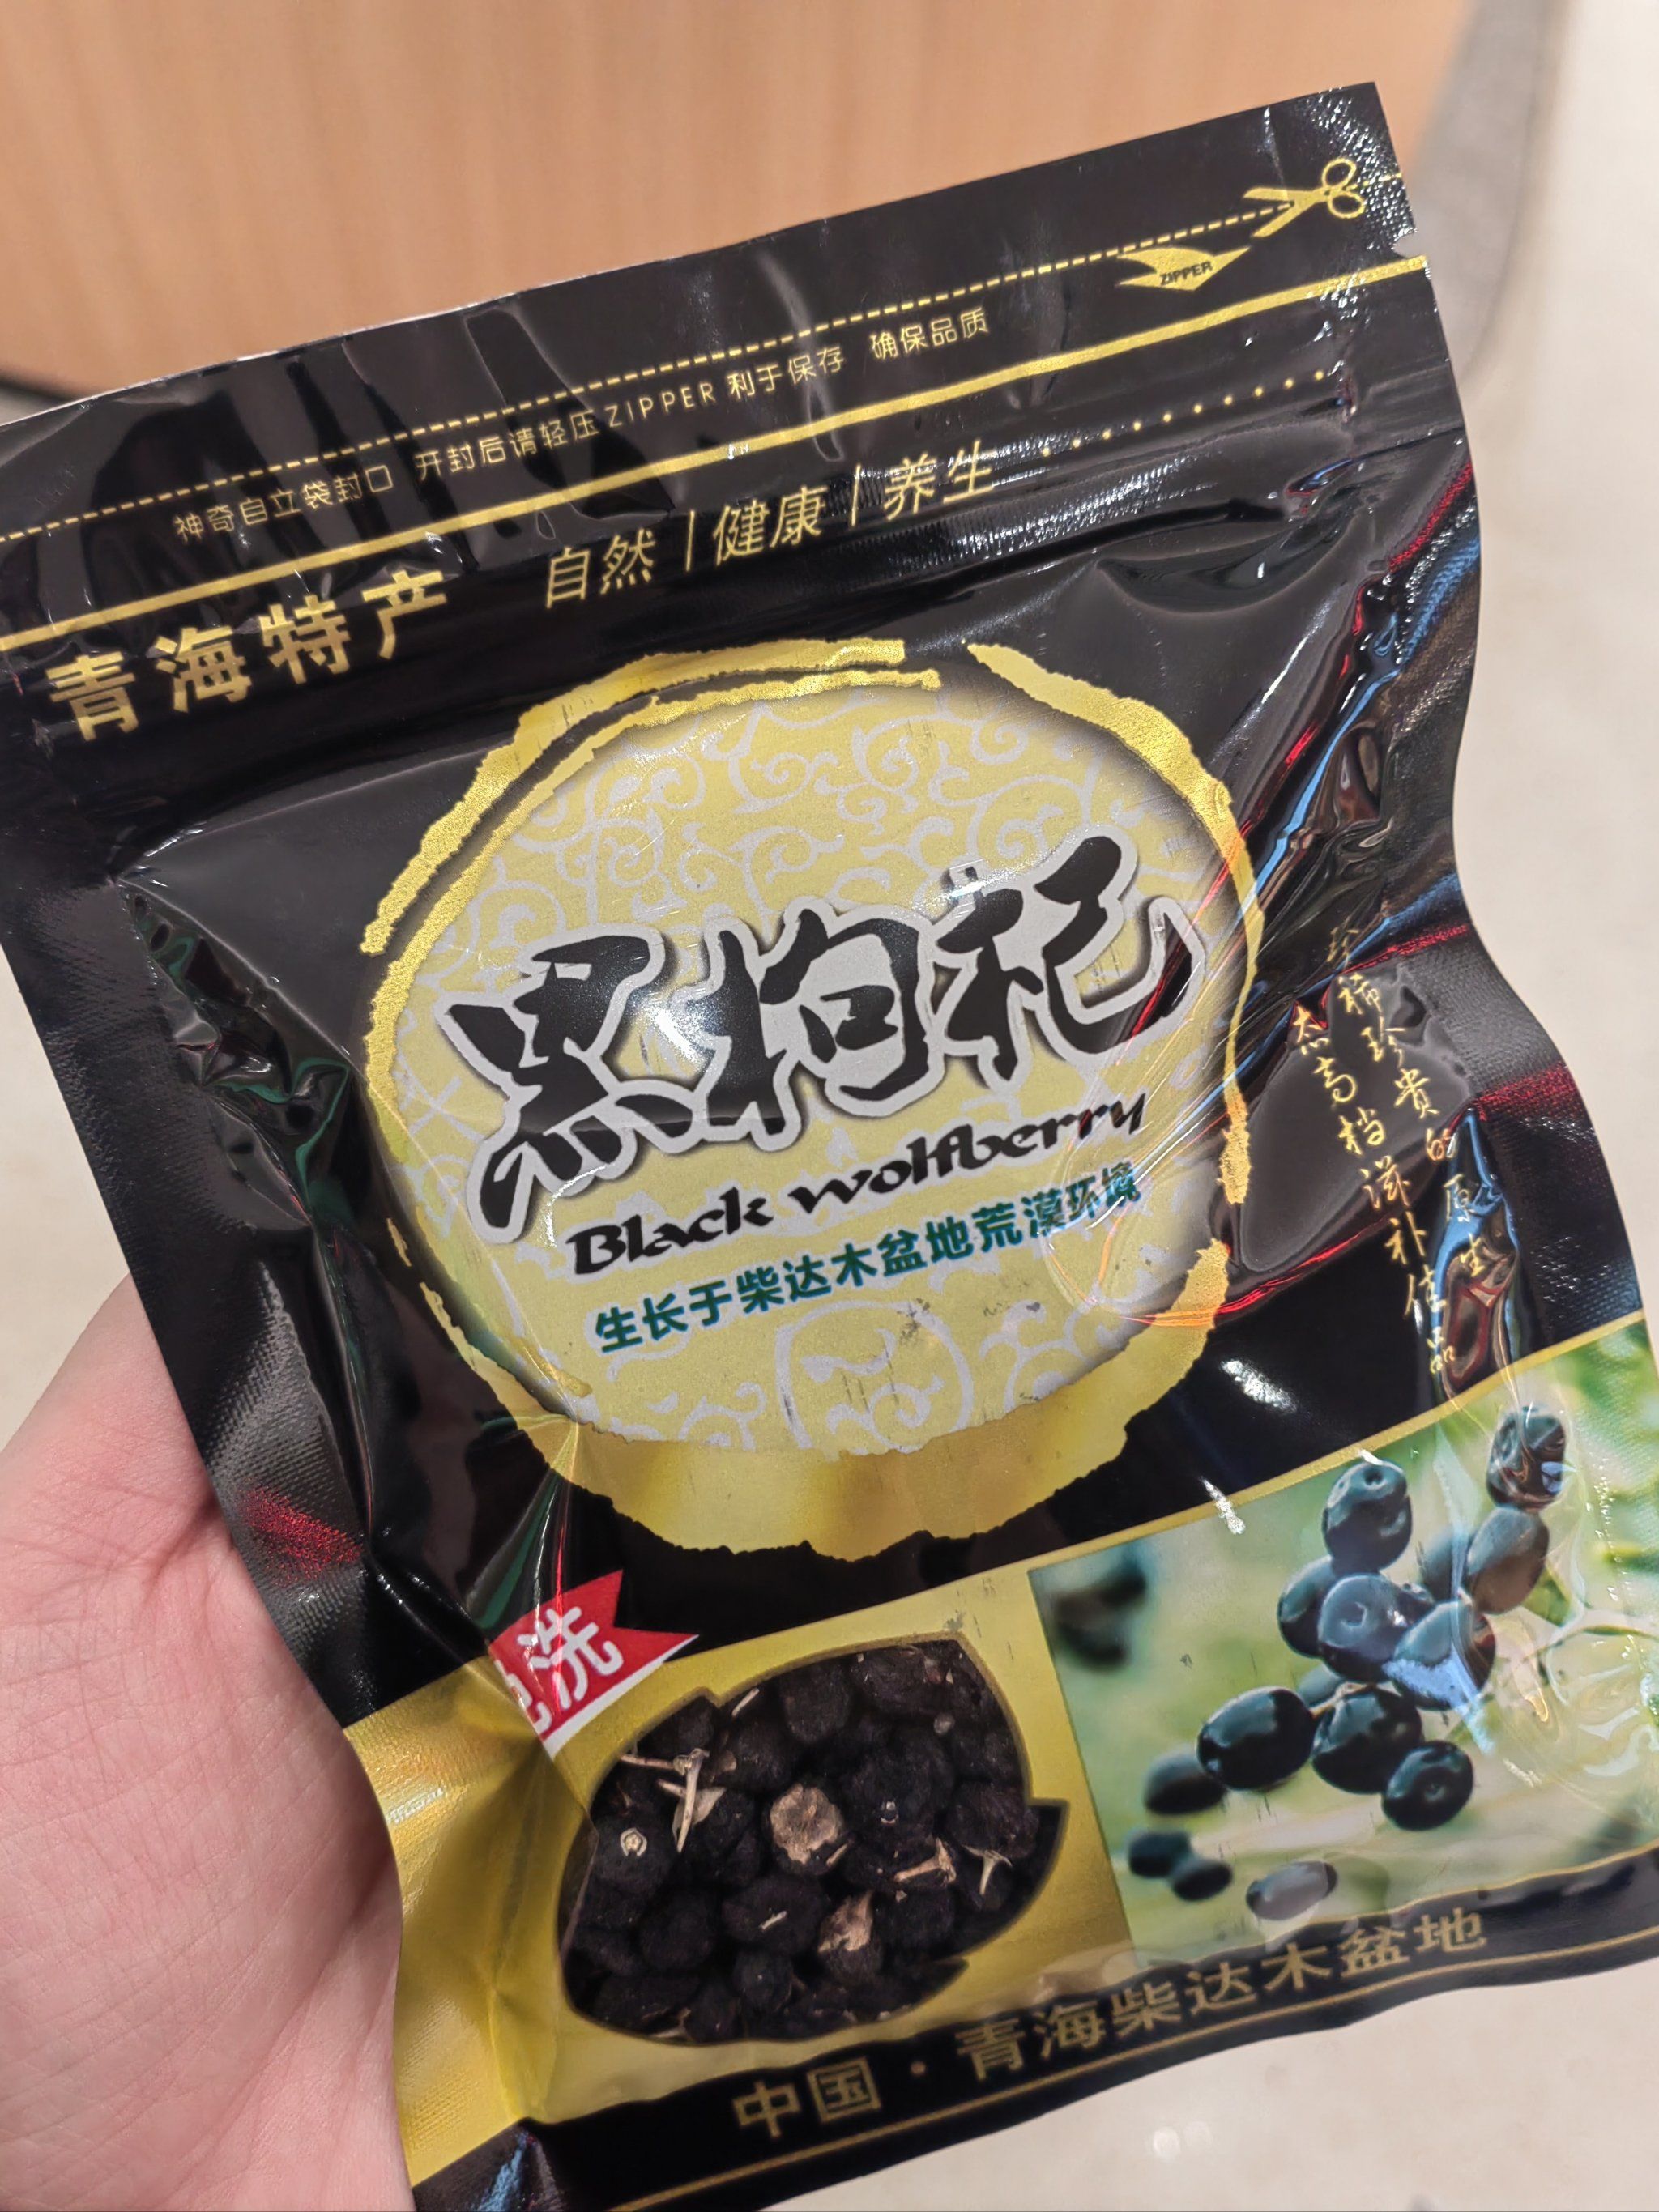 ZIPPER
神奇自立袋封口 开封后请轻压ZIPPER利于保存 确保品质
青海特产 自然|健康|养生
黑枸杞
Black wolfberry
生长于柴达木盆地荒漠环境
珍稀珍贵的原生
高档滋补佳品
洗
中国·青海柴达木盆地